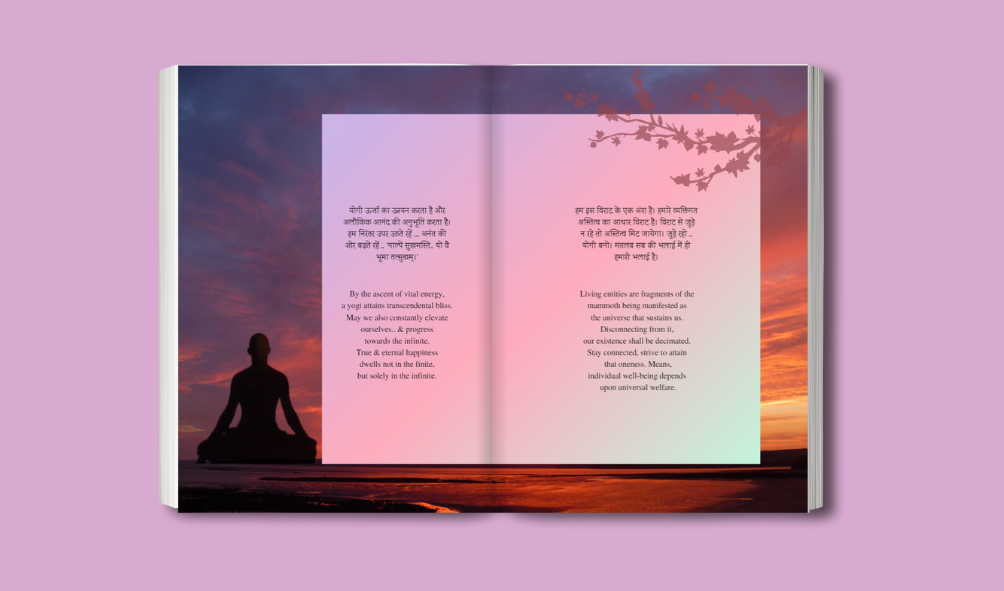 योगी ऊर्जा का उन्नयन करता है और
अलौकिक आनंद की अनुभूति करता है।
हम निरंतर उपर उठते रहें ... अनंत की
ओर बढ़ते रहें .. 'नाल्पे सुखमस्ति.. यो वै
भूमा तत्सुखम्।'
By the ascent of vital energy,
a yogi attains transcendental bliss.
May we also constantly elevate
ourselves.. & progress
towards the infinite.
True & eternal happiness
dwells not in the finite,
but solely in the infinite.
हम इस विराट के एक अंश है। हमारे व्यक्तिगत
अस्तित्व का आधार विराट है। विराट से जुड़े
न रहे तो अस्तित्व मिट जायेगा। जुड़े रहो ..
योगी बनो। मतलब सब की भलाई में ही
हमारी भलाई है।
Living entities are fragments of the
mammoth being manifested as
the universe that sustains us.
Disconnecting from it,
our existence shall be decimated.
Stay connected, strive to attain
that oneness. Means,
individual well-being depends
upon universal welfare.